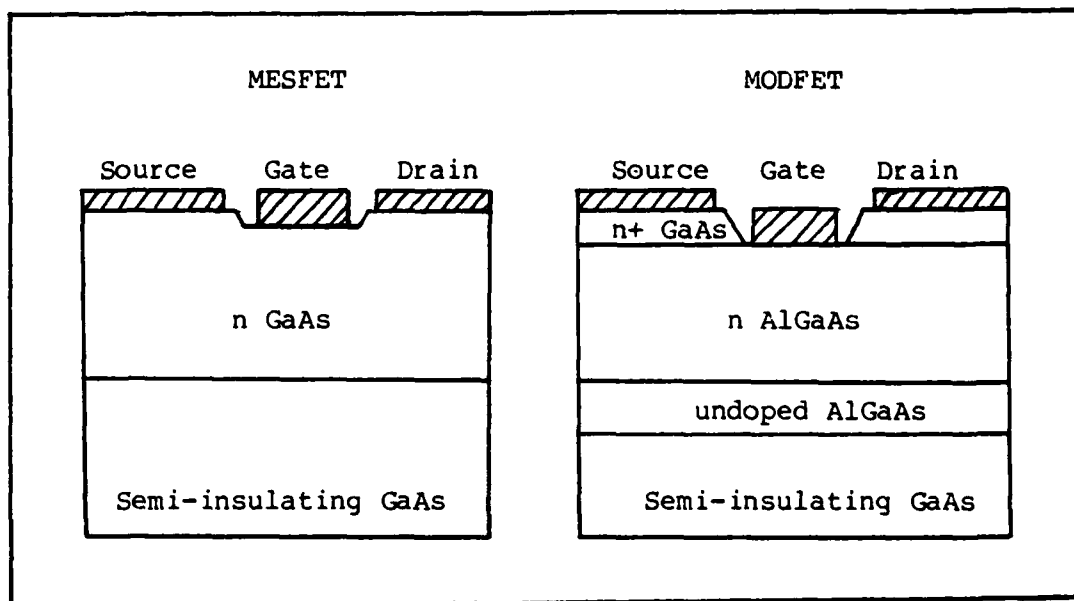 MESFET
Source Gate Drain
n GaAs
Semi-insulating GaAs
MODFET
Source Gate Drain
n+ GaAs
n AlGaAs
undoped AlGaAs
Semi-insulating GaAs